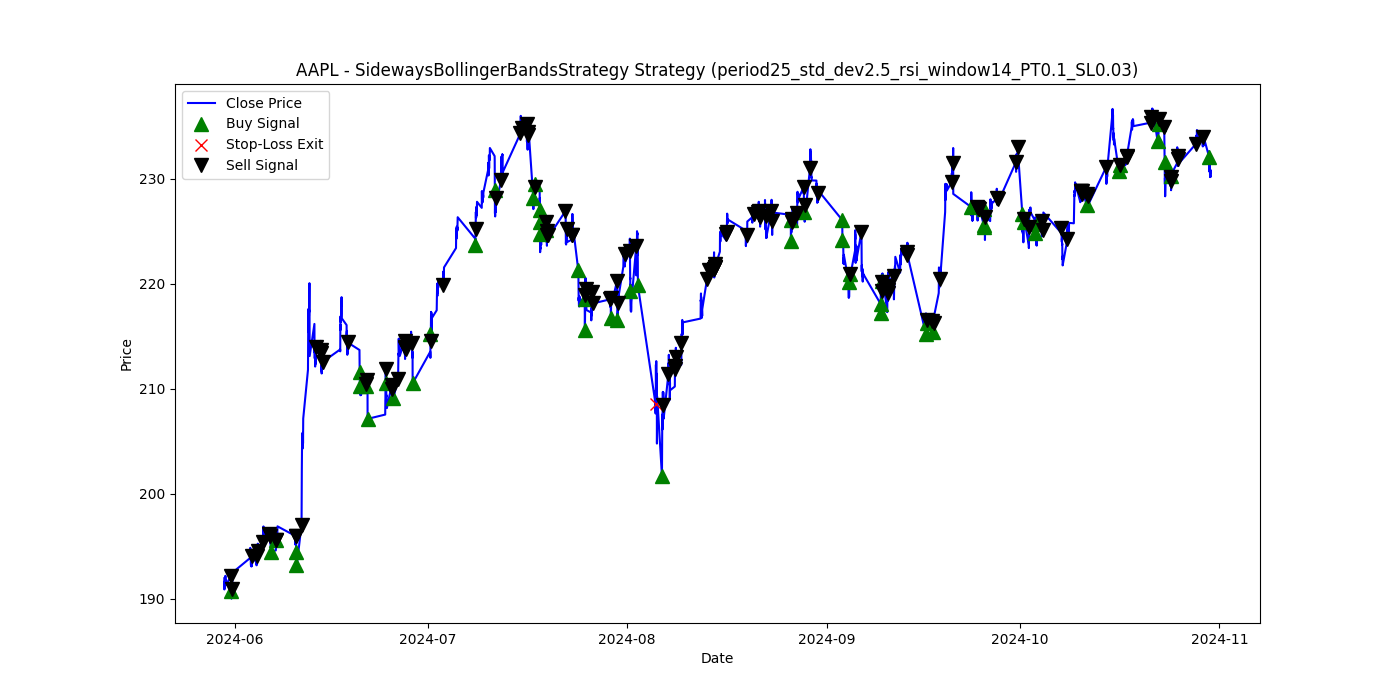 AAPL - SidewaysBollingerBandsStrategy Strategy (period25_std_dev2.5_rsi_window14_PT0.1_SL0.03)
Close Price
Buy Signal
Stop-Loss Exit
Sell Signal
230
220
210
200
190
Price
2024-06
2024-07
2024-08
2024-09
2024-10
2024-11
Date